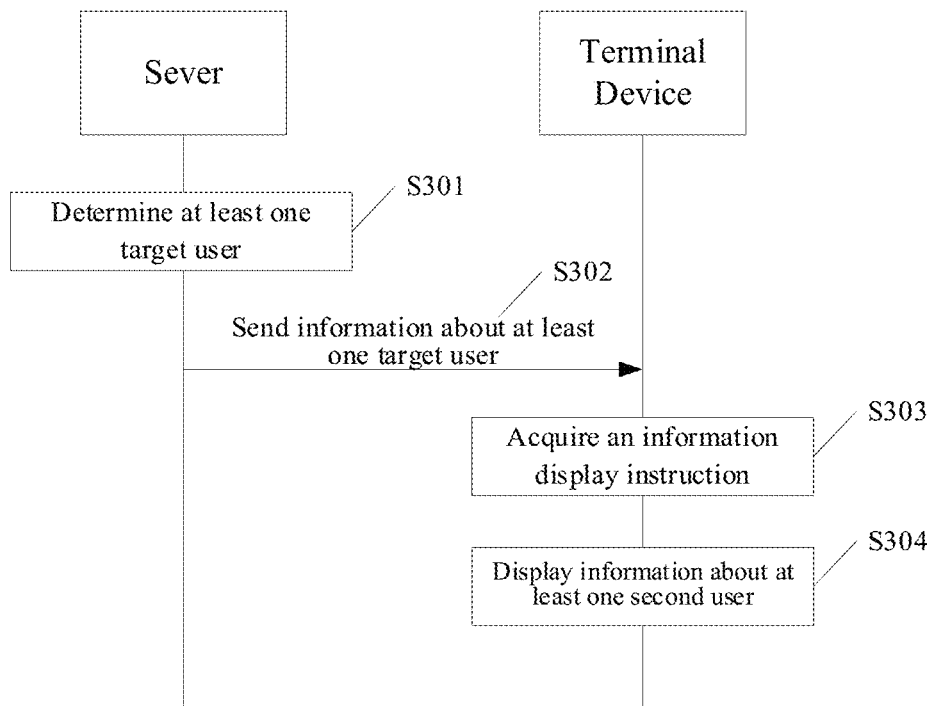 Sever
Terminal
Device
S301
Determine at least one
target user
S302
Send information about at least
one target user
S303
Acquire an information
display instruction
S304
Display information about at
least one second user